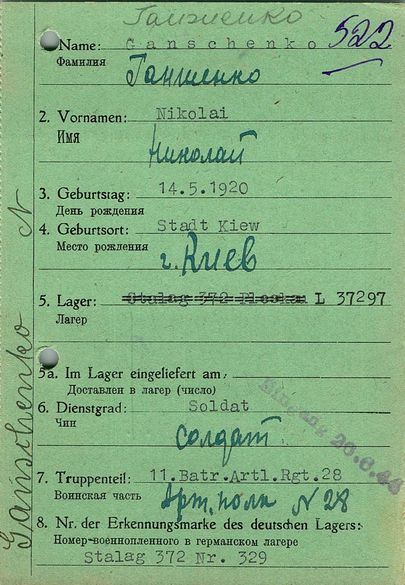 Ганженко
Name: Ganschenko 522
Фамилия
Ганшенко
2. Vornamen: Nikolai
Имя
Николай
3. Geburtstag: 14.5.1920
День рождения
4. Geburtsort: Stadt Kiew
Место рождения
г. Киев
5. Lager: Stalag 372 L 37297
Лагерь
5a. Im Lager eingeliefert am:
Доставлен в лагерь (число)
Eingang
6. Dienstgrad: Soldat
Чин
Солдат
7. Truppenteil: 11.Batr.Artl.Rgt.28
Воинская часть
Арт. полк N 28
8. Nr. der Erkennungsmarke des deutschen Lagers:
Номер-военнопленного в германском лагере
Stalag 372 Nr. 329
Ganschenko N